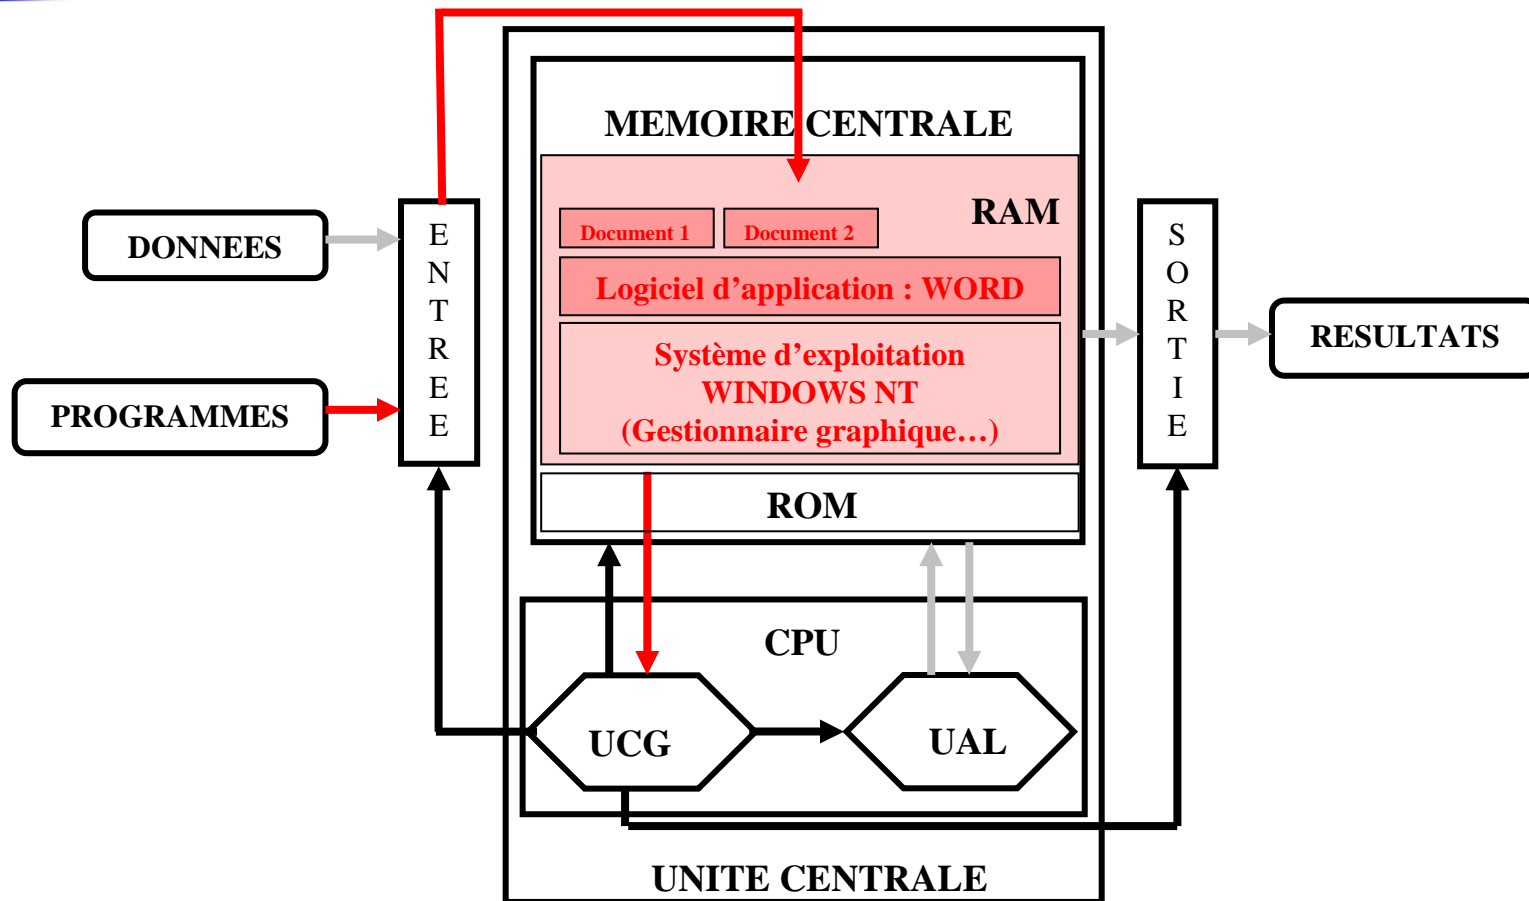 MEMOIRE CENTRALE
RAM
Document 1
Document 2
Logiciel d'application : WORD
Système d'exploitation
WINDOWS NT
(Gestionnaire graphique…)
ROM
DONNEES
PROGRAMMES
E
N
T
R
E
E
S
O
R
T
I
E
RESULTATS
CPU
UCG
UAL
UNITE CENTRALE